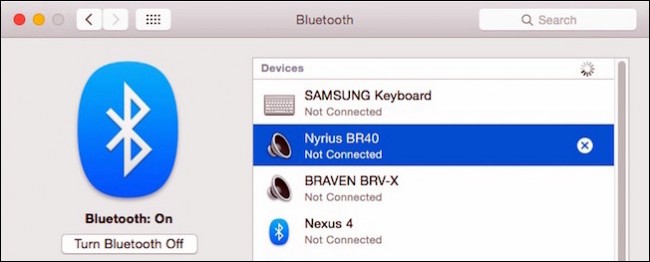 Bluetooth
Search
Devices
SAMSUNG Keyboard
Not Connected
Nyrius BR40
Not Connected
BRAVEN BRV-X
Not Connected
Nexus 4
Not Connected
Bluetooth: On
Turn Bluetooth Off